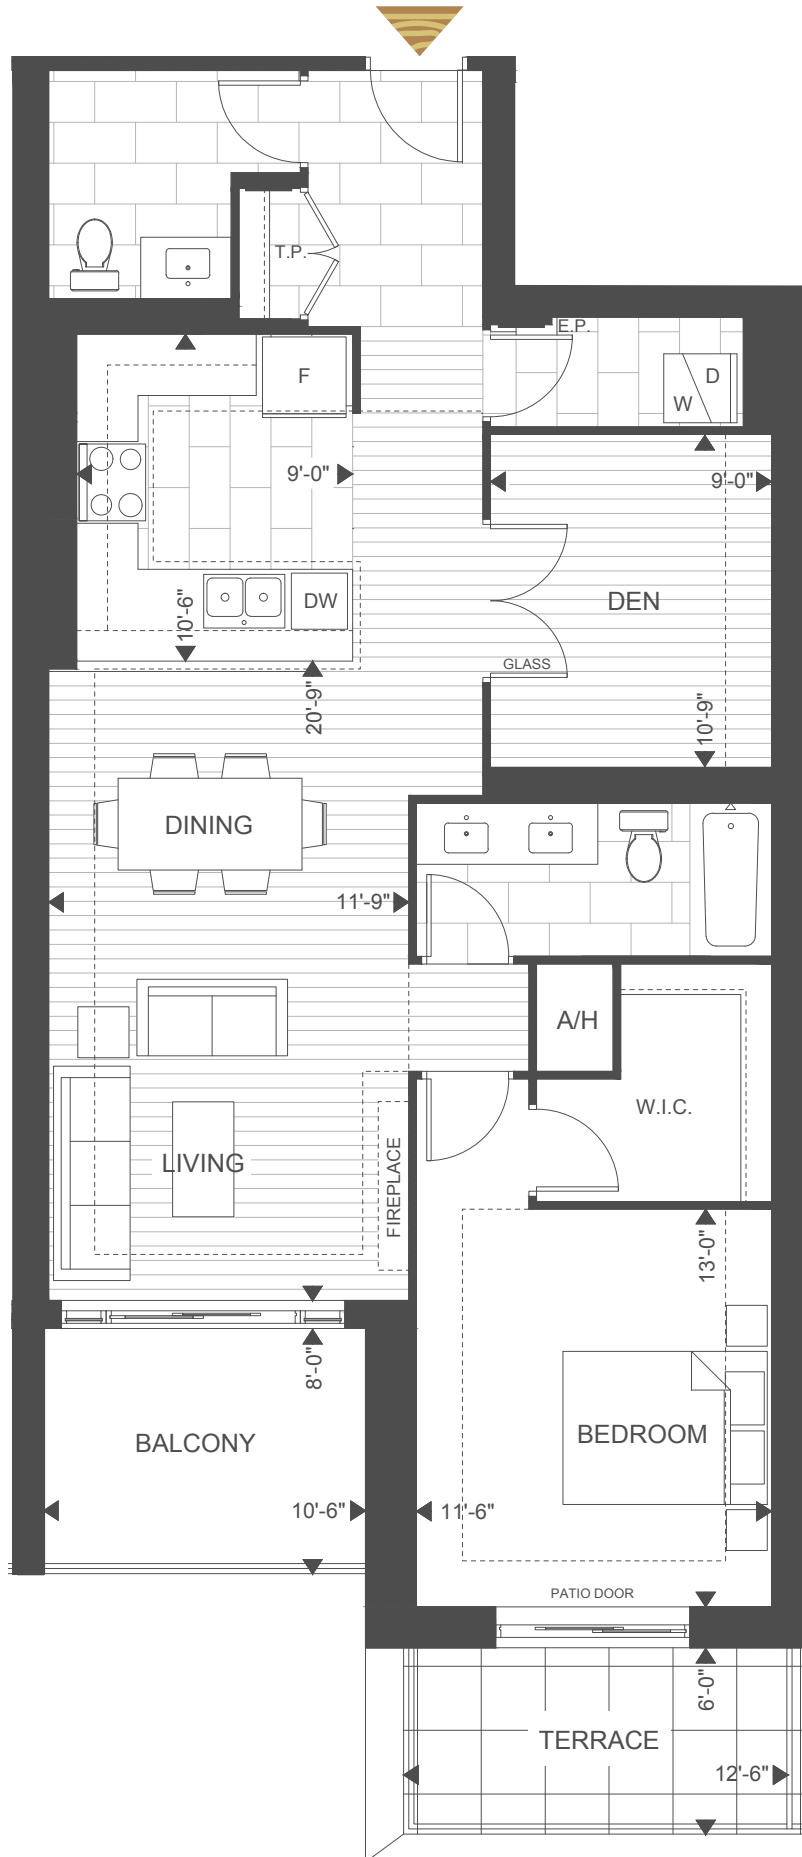 T.P.
E.P.
F
D
W
9'-0"
9'-0"
DW
DEN
10'-6"
GLASS
20'-9"
10'-9"
DINING
11'-9"
A/H
W.I.C.
LIVING
FIREPLACE
13'-0"
8'-0"
BALCONY
BEDROOM
10'-6"
11'-6"
PATIO DOOR
6'-0"
TERRACE
12'-6"